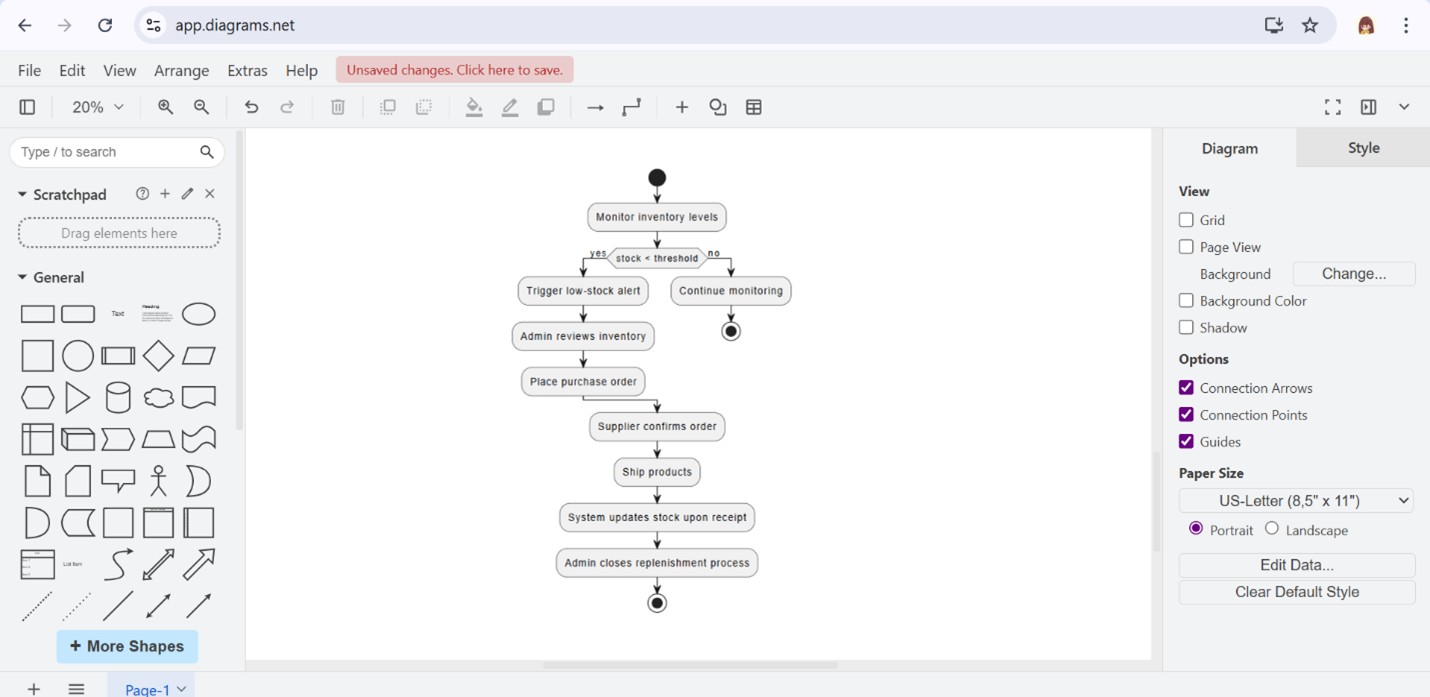 app.diagrams.net
File Edit View Arrange Extras Help Unsaved changes. Click here to save.
20%
Type / to search
Scratchpad
Drag elements here
General
Text
Heading
List Item
+ More Shapes
Page-1
Monitor inventory levels
yes
stock < threshold
no
Trigger low-stock alert
Continue monitoring
Admin reviews inventory
Place purchase order
Supplier confirms order
Ship products
System updates stock upon receipt
Admin closes replenishment process
Diagram Style
View
Grid
Page View
Background Change...
Background Color
Shadow
Options
Connection Arrows
Connection Points
Guides
Paper Size
US-Letter (8,5" x 11")
Portrait Landscape
Edit Data...
Clear Default Style